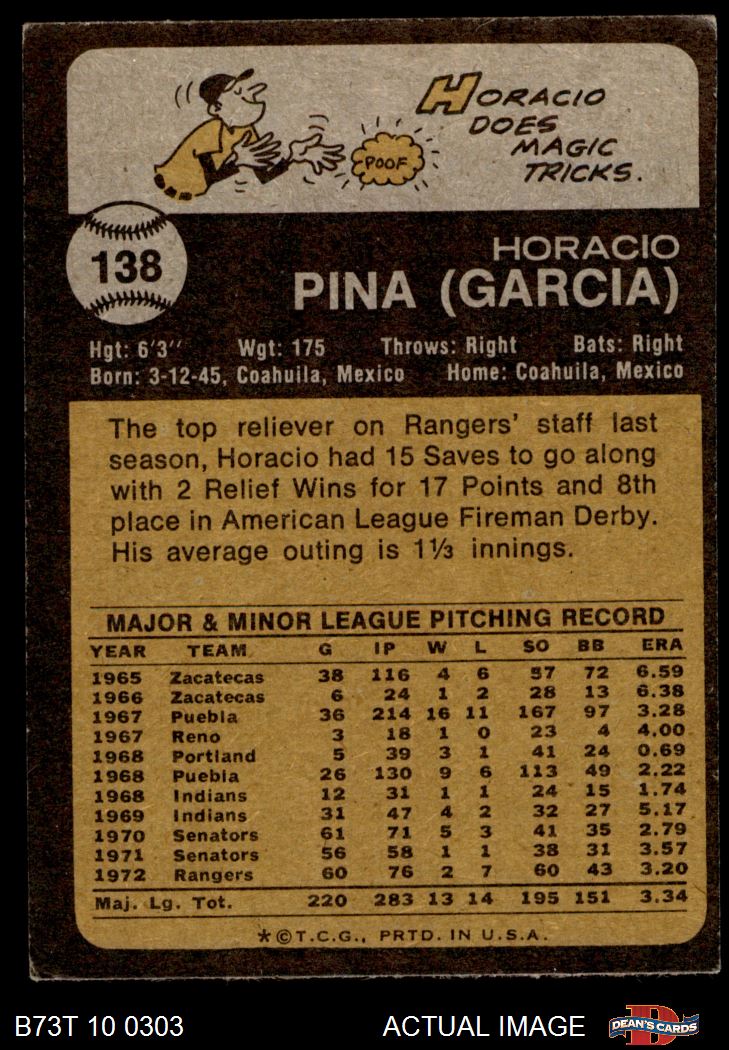 HORACIO
DOES
MAGIC
TRICKS.
POOF
138
HORACIO
PINA (GARCIA)
Hgt: 6'3" Wgt: 175 Throws: Right Bats: Right
Born: 3-12-45, Coahuila, Mexico Home: Coahuila, Mexico
The top reliever on Rangers' staff last
season, Horacio had 15 Saves to go along
with 2 Relief Wins for 17 Points and 8th
place in American League Fireman Derby.
His average outing is 1⅓ innings.
MAJOR & MINOR LEAGUE PITCHING RECORD
YEAR TEAM G IP W L SO BB ERA
1965 Zacatecas 38 116 4 6 57 72 6.59
1966 Zacatecas 6 24 1 2 28 13 6.38
1967 Puebla 36 214 16 11 167 97 3.28
1967 Reno 3 18 1 0 23 4 4.00
1968 Portland 5 39 3 1 41 24 0.69
1968 Puebla 26 130 9 6 113 49 2.22
1968 Indians 12 31 1 1 24 15 1.74
1969 Indians 31 47 4 2 32 27 5.17
1970 Senators 61 71 5 3 41 35 2.79
1971 Senators 56 58 1 1 38 31 3.57
1972 Rangers 60 76 2 7 60 43 3.20
Maj. Lg. Tot. 220 283 13 14 195 151 3.34
*©T.C.G., PRTD. IN U.S.A.
B73T 10 0303 ACTUAL IMAGE DEAN'S CARDS